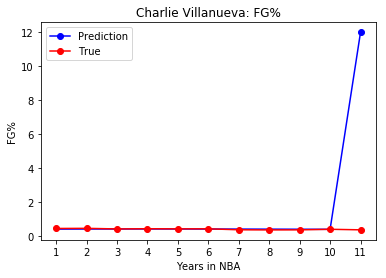 Charlie Villanueva: FG%
Prediction
True
12
10
8
6
4
2
0
FG%
1 2 3 4 5 6 7 8 9 10 11
Years in NBA